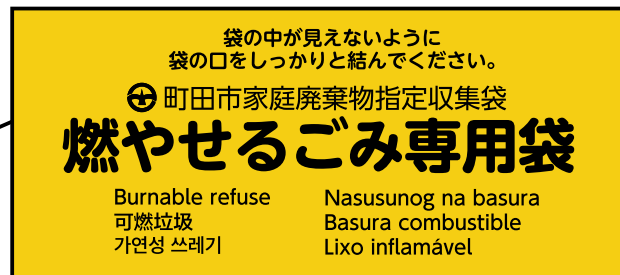 袋の中が見えないように
袋の口をしっかりと結んでください。
町田市家庭廃棄物指定収集袋
燃やせるごみ専用袋
Burnable refuse
可燃垃圾
가연성 쓰레기
Nasusunog na basura
Basura combustible
Lixo inflamável